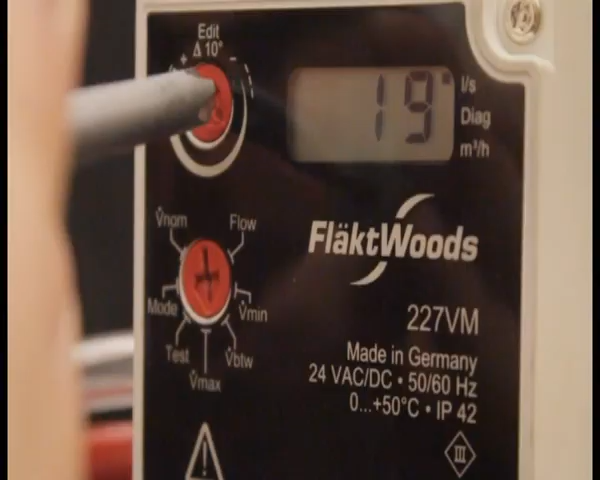 Edit
Δ 10°
+ −
19
l/s
Diag
m³/h
FläktWoods
V̇nom
Flow
Mode
V̇min
Test
V̇btw
V̇max
227VM
Made in Germany
24 VAC/DC • 50/60 Hz
0...+50°C • IP 42
!
III